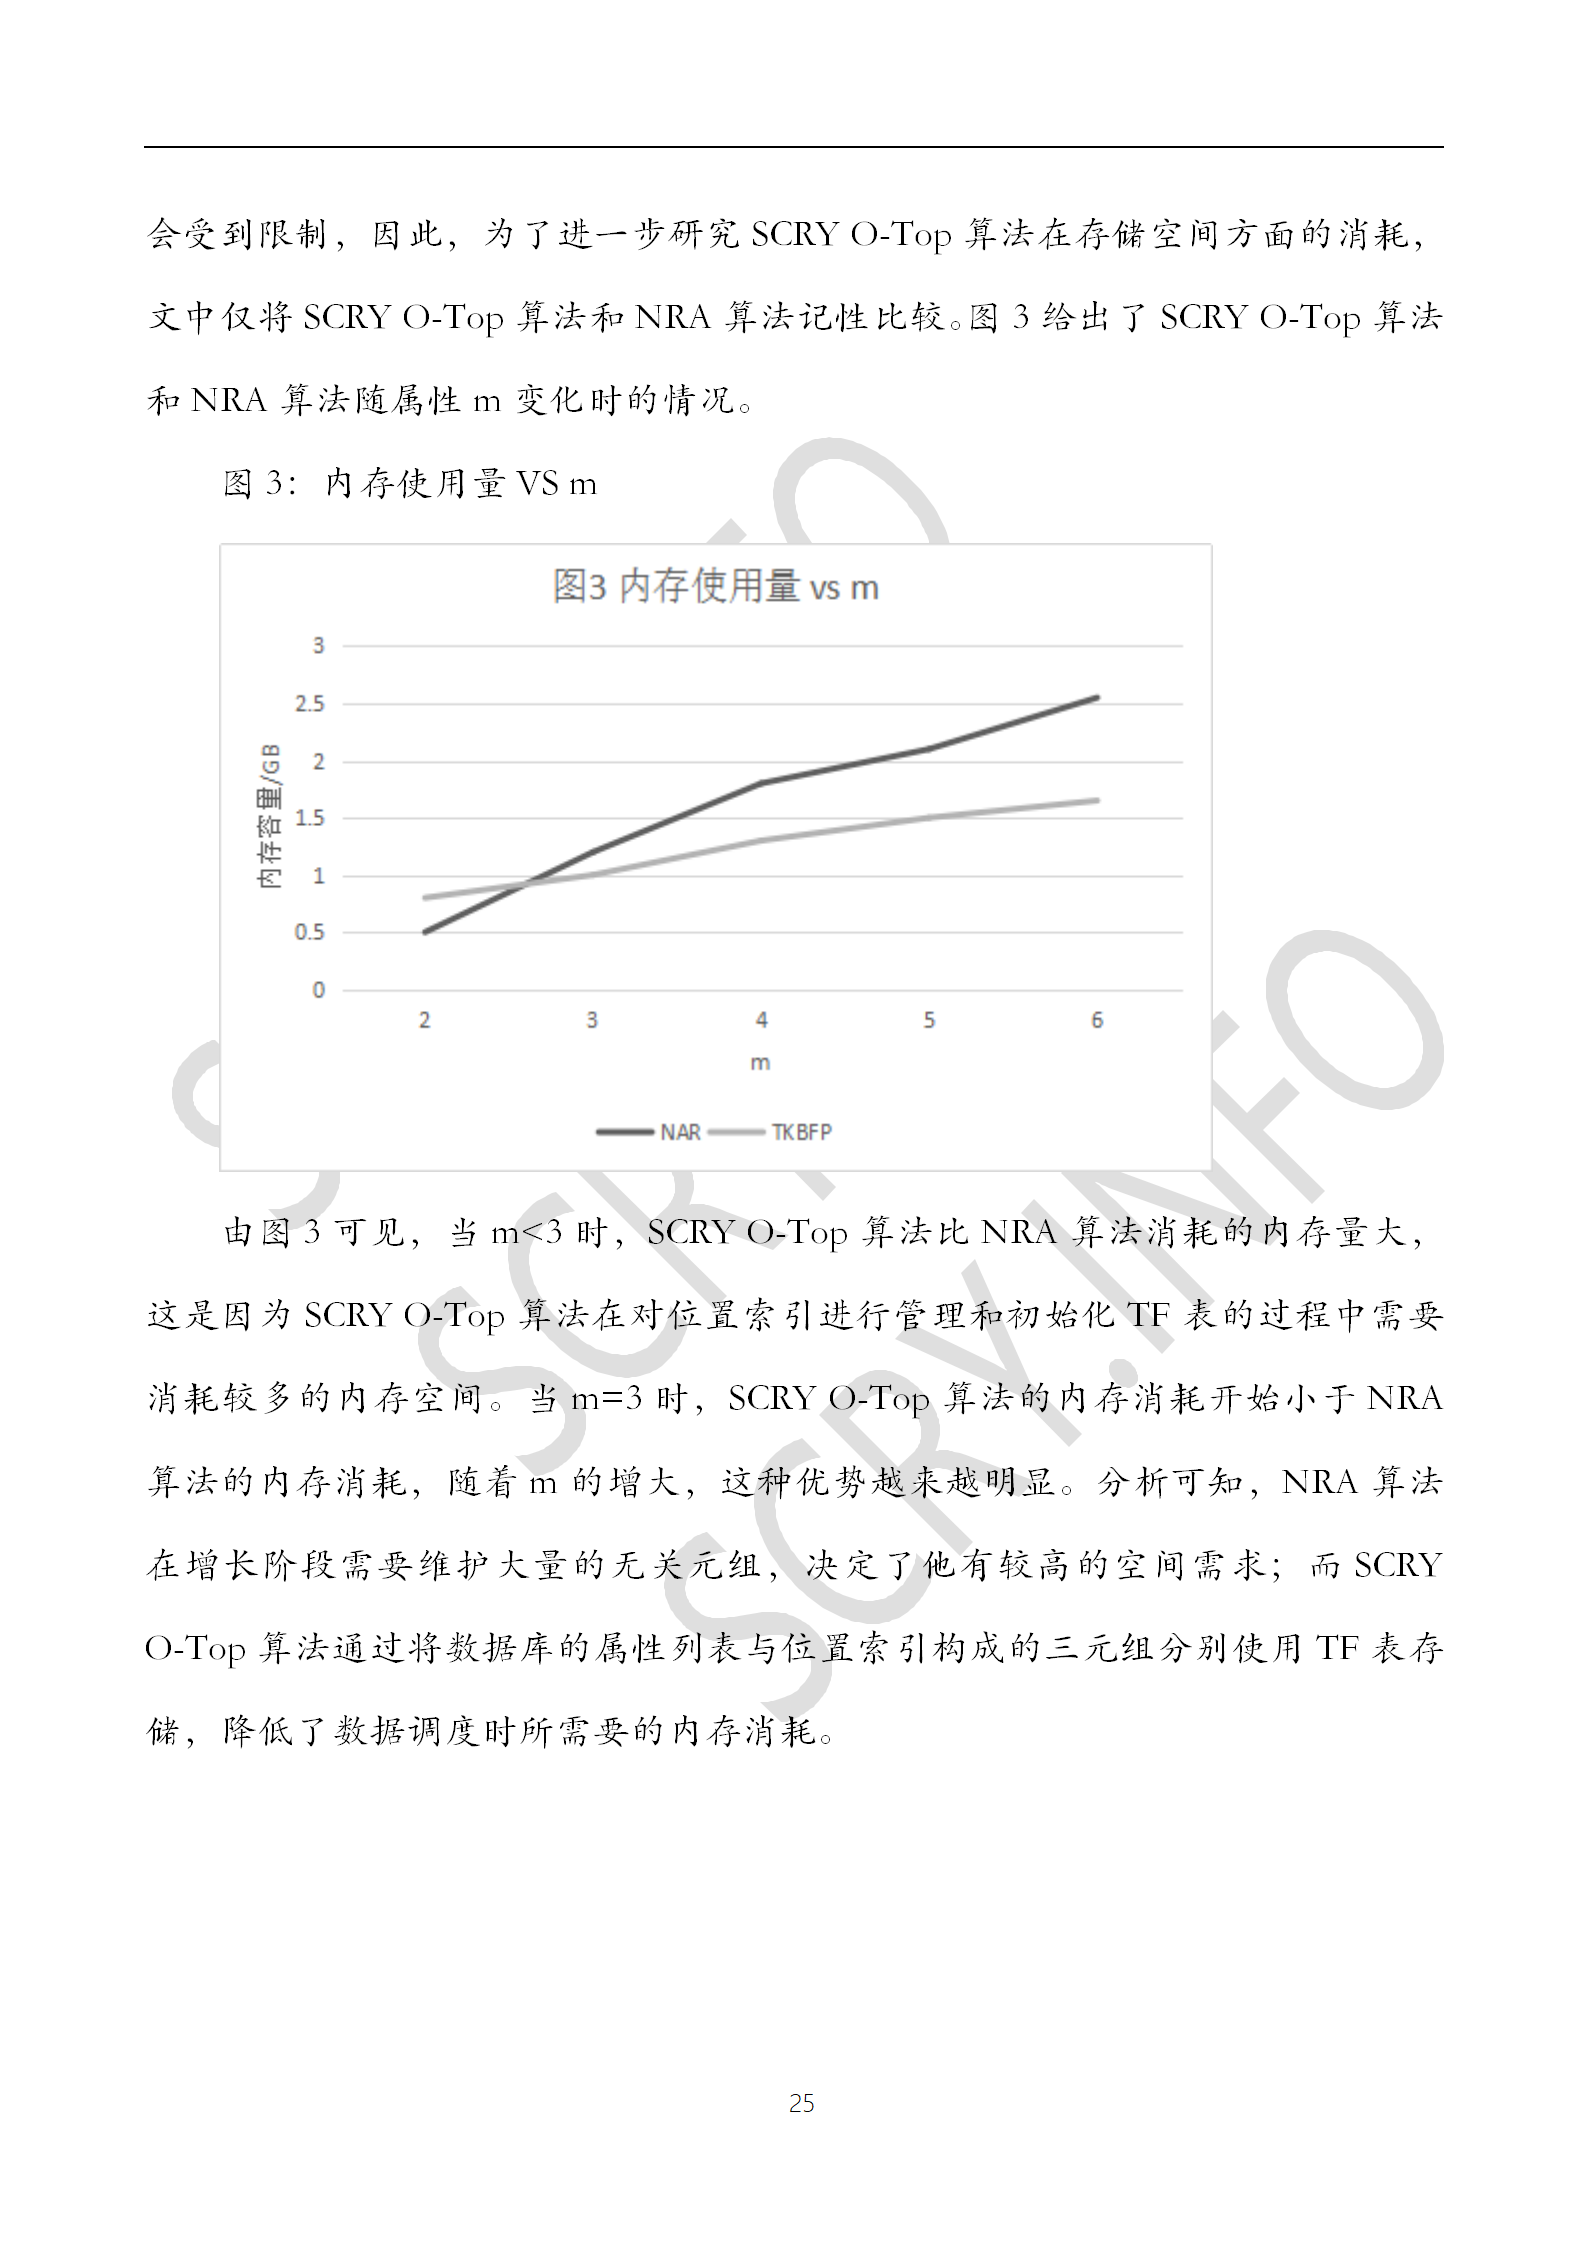 会受到限制，因此，为了进一步研究 SCRY O-Top 算法在存储空间方面的消耗，
文中仅将 SCRY O-Top 算法和 NRA 算法记性比较。图 3 给出了 SCRY O-Top 算法
和 NRA 算法随属性 m 变化时的情况。
图 3：内存使用量 VS m
图3 内存使用量 vs m
3
2.5
2
1.5
1
0.5
0
内存容量/GB
2 3 4 5 6
m
NAR TKBFP
由图 3 可见，当 m<3 时，SCRY O-Top 算法比 NRA 算法消耗的内存量大，
这是因为 SCRY O-Top 算法在对位置索引进行管理和初始化 TF 表的过程中需要
消耗较多的内存空间。当 m=3 时，SCRY O-Top 算法的内存消耗开始小于 NRA
算法的内存消耗，随着 m 的增大，这种优势越来越明显。分析可知，NRA 算法
在增长阶段需要维护大量的无关元组，决定了他有较高的空间需求；而 SCRY
O-Top 算法通过将数据库的属性列表与位置索引构成的三元组分别使用 TF 表存
储，降低了数据调度时所需要的内存消耗。
SCRY.INFO
25